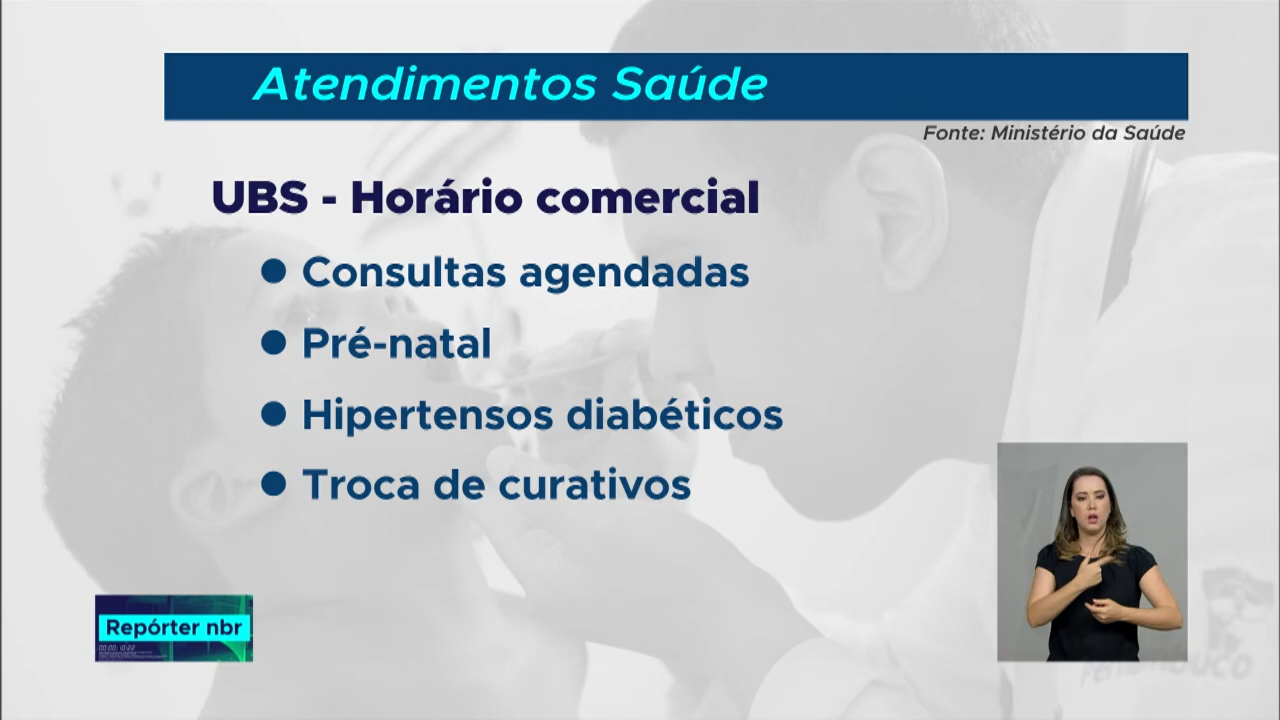 Atendimentos Saúde
Fonte: Ministério da Saúde
UBS - Horário comercial
● Consultas agendadas
● Pré-natal
● Hipertensos diabéticos
● Troca de curativos
Repórter nbr